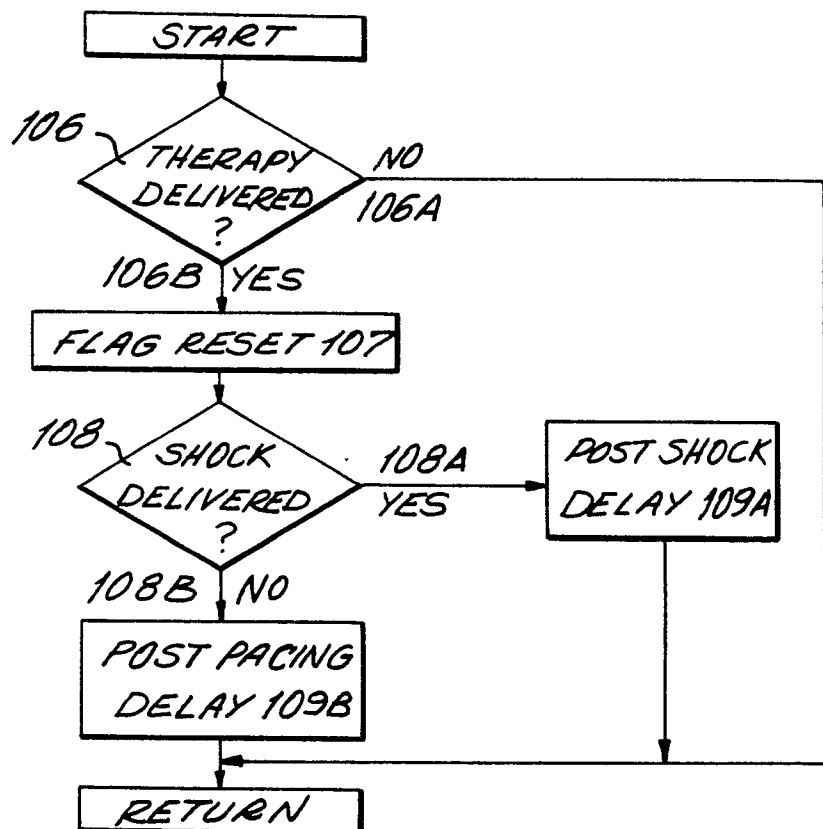 START
106
THERAPY
DELIVERED
?
NO
106A
106B YES
FLAG RESET 107
108
SHOCK
DELIVERED
?
108A
YES
POST SHOCK
DELAY 109A
108B NO
POST PACING
DELAY 109B
RETURN